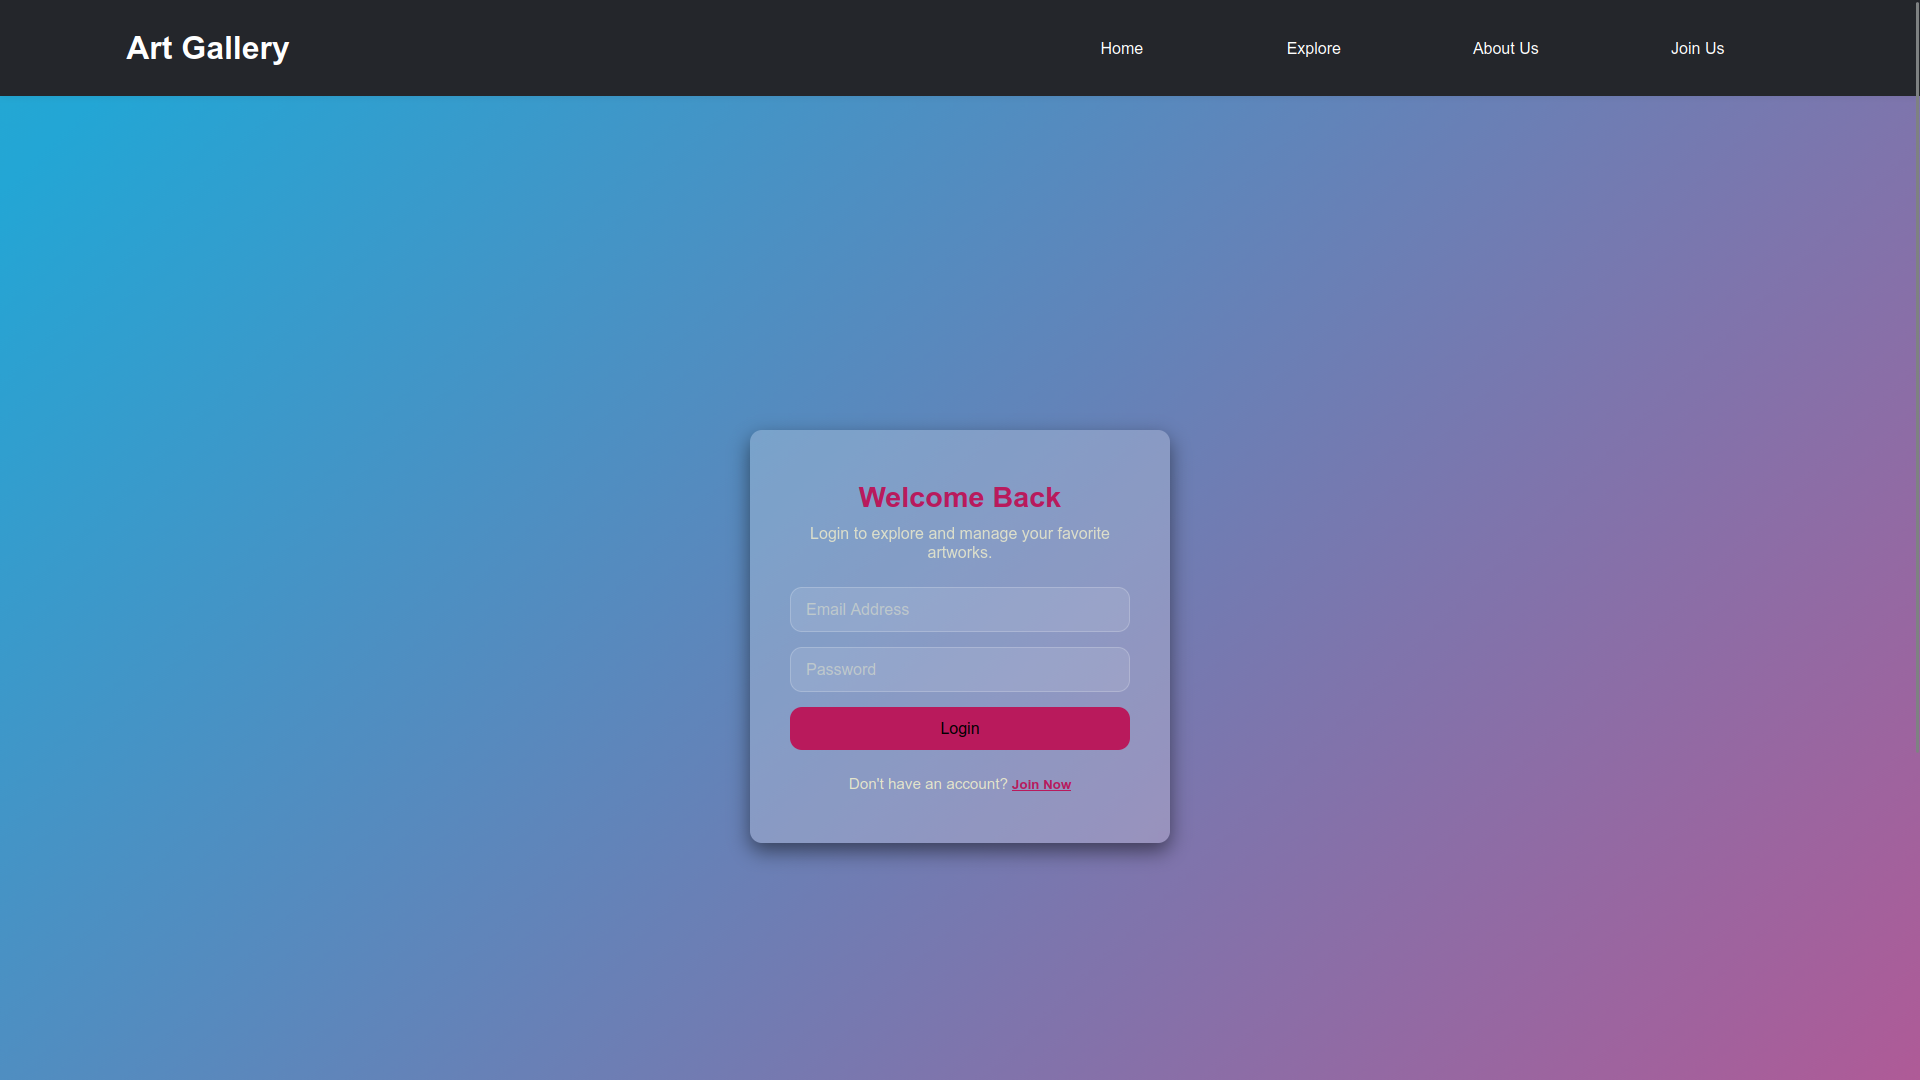 Art Gallery
Home Explore About Us Join Us
Welcome Back
Login to explore and manage your favorite
artworks.
Email Address
Password
Login
Don't have an account? Join Now